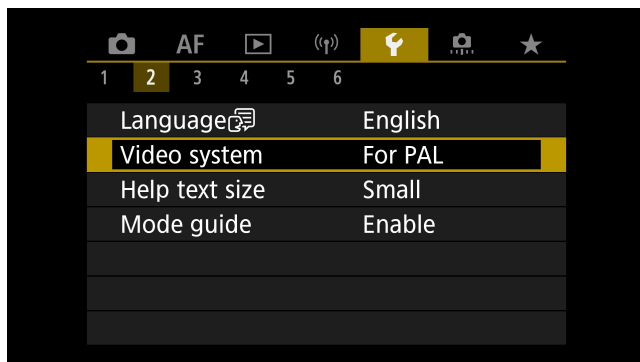 AF
1 2 3 4 5 6
Language English
Video system For PAL
Help text size Small
Mode guide Enable